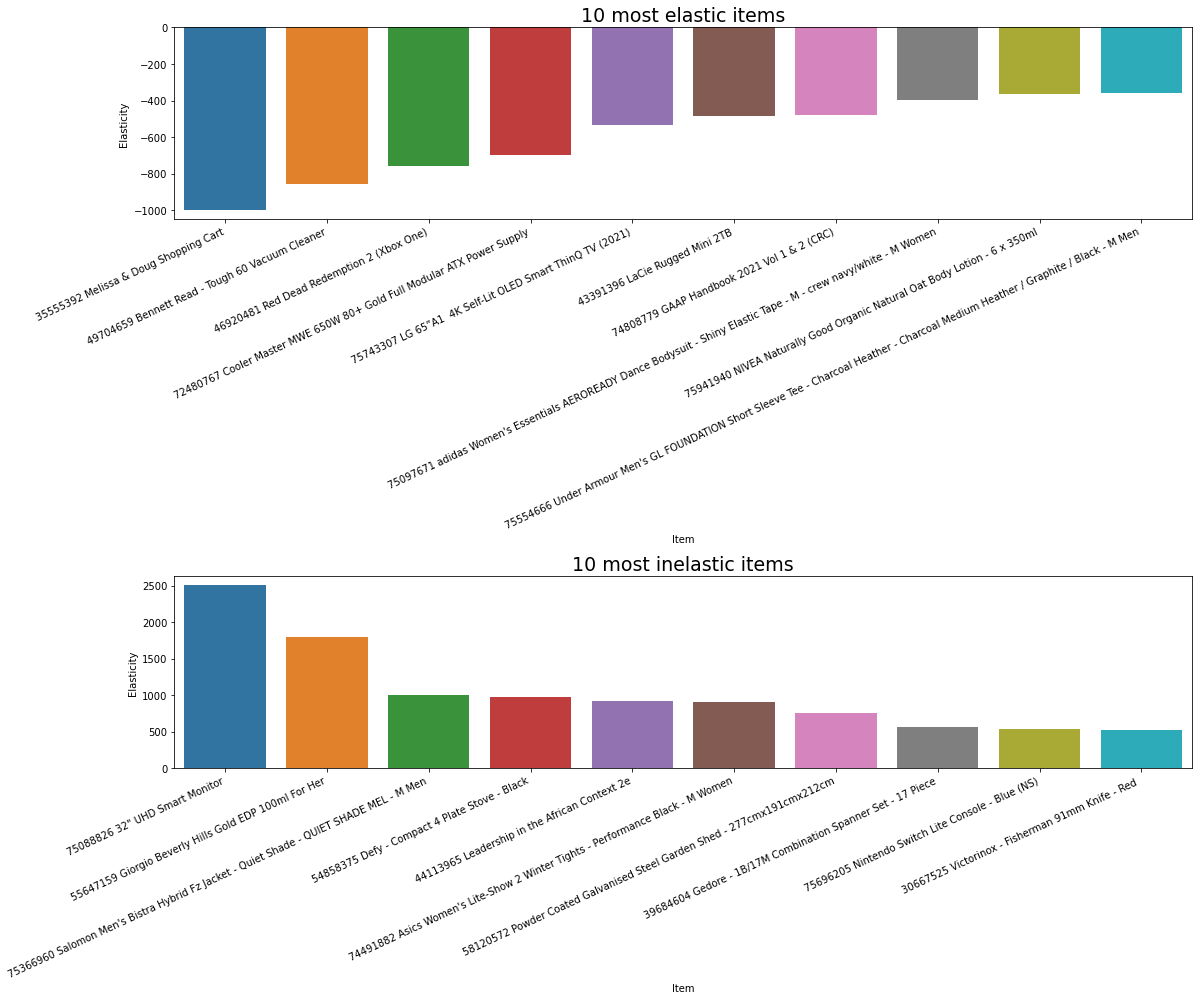 10 most elastic items
Elasticity
0
−200
−400
−600
−800
−1000
35555392 Melissa & Doug Shopping Cart
49704659 Bennett Read - Tough 60 Vacuum Cleaner
46920481 Red Dead Redemption 2 (Xbox One)
72480767 Cooler Master MWE 650W 80+ Gold Full Modular ATX Power Supply
75743307 LG 65"A1  4K Self-Lit OLED Smart ThinQ TV (2021)
43391396 LaCie Rugged Mini 2TB
74808779 GAAP Handbook 2021 Vol 1 & 2 (CRC)
75097671 adidas Women's Essentials AEROREADY Dance Bodysuit - Shiny Elastic Tape - M - crew navy/white - M Women
75941940 NIVEA Naturally Good Organic Natural Oat Body Lotion - 6 x 350ml
75554666 Under Armour Men's GL FOUNDATION Short Sleeve Tee - Charcoal Heather - Charcoal Medium Heather / Graphite / Black - M Men
Item
10 most inelastic items
Elasticity
2500
2000
1500
1000
500
0
75088826 32" UHD Smart Monitor
55647159 Giorgio Beverly Hills Gold EDP 100ml For Her
75366960 Salomon Men's Bistra Hybrid Fz Jacket - Quiet Shade - QUIET SHADE MEL - M Men
54858375 Defy - Compact 4 Plate Stove - Black
44113965 Leadership in the African Context 2e
74491882 Asics Women's Lite-Show 2 Winter Tights - Performance Black - M Women
58120572 Powder Coated Galvanised Steel Garden Shed - 277cmx191cmx212cm
39684604 Gedore - 1B/17M Combination Spanner Set - 17 Piece
75696205 Nintendo Switch Lite Console - Blue (NS)
30667525 Victorinox - Fisherman 91mm Knife - Red
Item